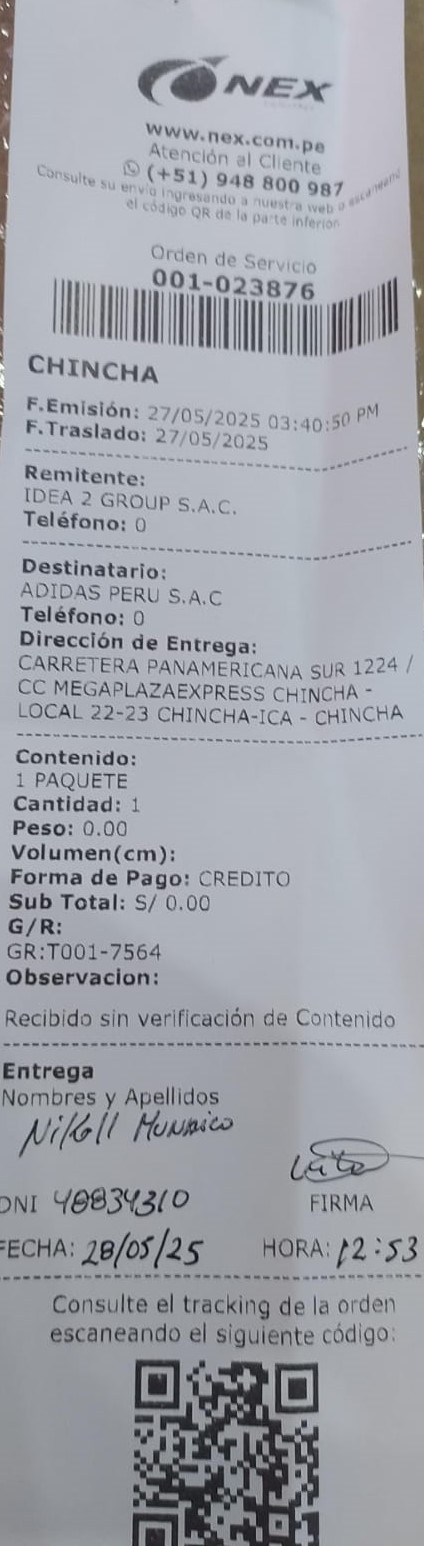 NEX
www.nex.com.pe
Atención al Cliente
(+51) 948 800 987
Consulte su envío ingresando a nuestra web o escaneand
el código QR de la parte inferior.
Orden de Servicio
001-023876
CHINCHA
F.Emisión: 27/05/2025 03:40:50 PM
F.Traslado: 27/05/2025
Remitente:
IDEA 2 GROUP S.A.C.
Teléfono: 0
Destinatario:
ADIDAS PERU S.A.C
Teléfono: 0
Dirección de Entrega:
CARRETERA PANAMERICANA SUR 1224 /
CC MEGAPLAZAEXPRESS CHINCHA -
LOCAL 22-23 CHINCHA-ICA - CHINCHA
Contenido:
1 PAQUETE
Cantidad: 1
Peso: 0.00
Volumen(cm):
Forma de Pago: CREDITO
Sub Total: S/ 0.00
G/R:
GR:T001-7564
Observacion:
Recibido sin verificación de Contenido
Entrega
Nombres y Apellidos
DNI 40834310
FIRMA
FECHA: 28/05/25 HORA: 12:53
Consulte el tracking de la orden
escaneando el siguiente código: